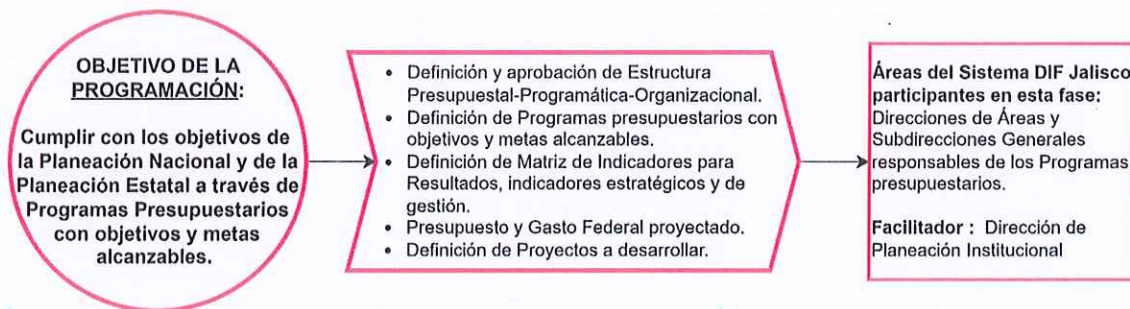 OBJETIVO DE LA
PROGRAMACIÓN:
Cumplir con los objetivos de
la Planeación Nacional y de la
Planeación Estatal a través de
Programas Presupuestarios
con objetivos y metas
alcanzables.
• Definición y aprobación de Estructura
Presupuestal-Programática-Organizacional.
• Definición de Programas presupuestarios con
objetivos y metas alcanzables.
• Definición de Matriz de Indicadores para
Resultados, indicadores estratégicos y de
gestión.
• Presupuesto y Gasto Federal proyectado.
• Definición de Proyectos a desarrollar.
Áreas del Sistema DIF Jalisco
participantes en esta fase:
Direcciones de Áreas y
Subdirecciones Generales
responsables de los Programas
presupuestarios.
Facilitador : Dirección de
Planeación Institucional